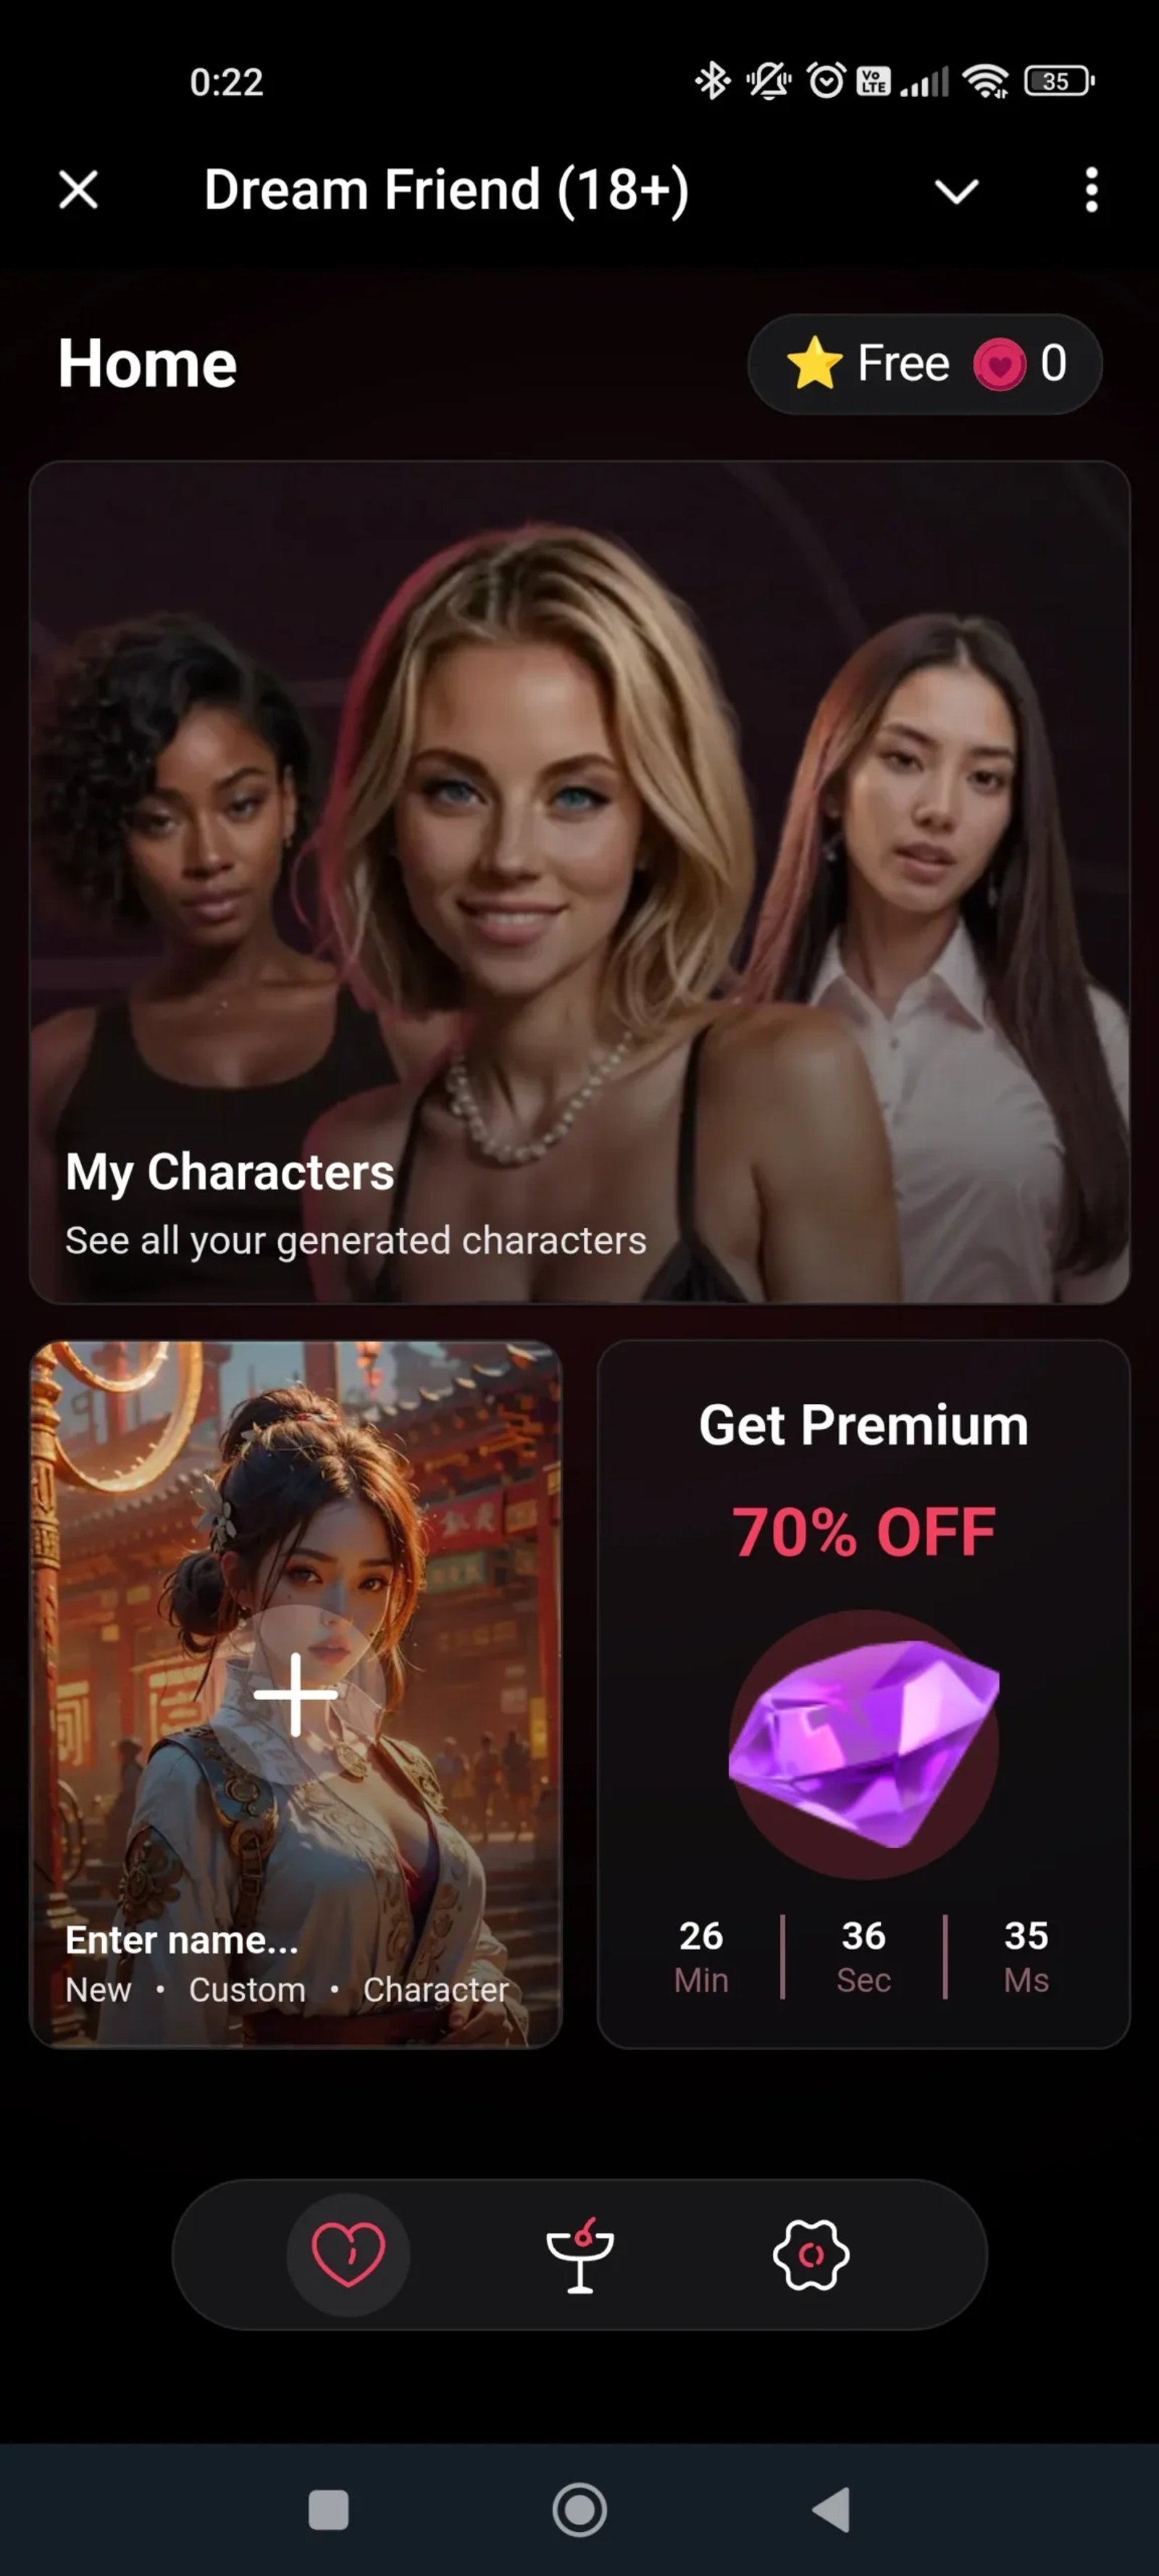 0:22
Vo
LTE
35
Dream Friend (18+)
Home
Free 0
My Characters
See all your generated characters
Enter name...
New • Custom • Character
Get Premium
70% OFF
26 36 35
Min Sec Ms